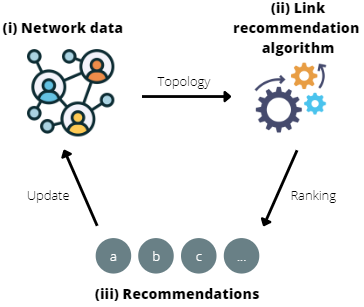 (i) Network data
(ii) Link
recommendation
algorithm
Topology
Update
Ranking
a b c ...
(iii) Recommendations